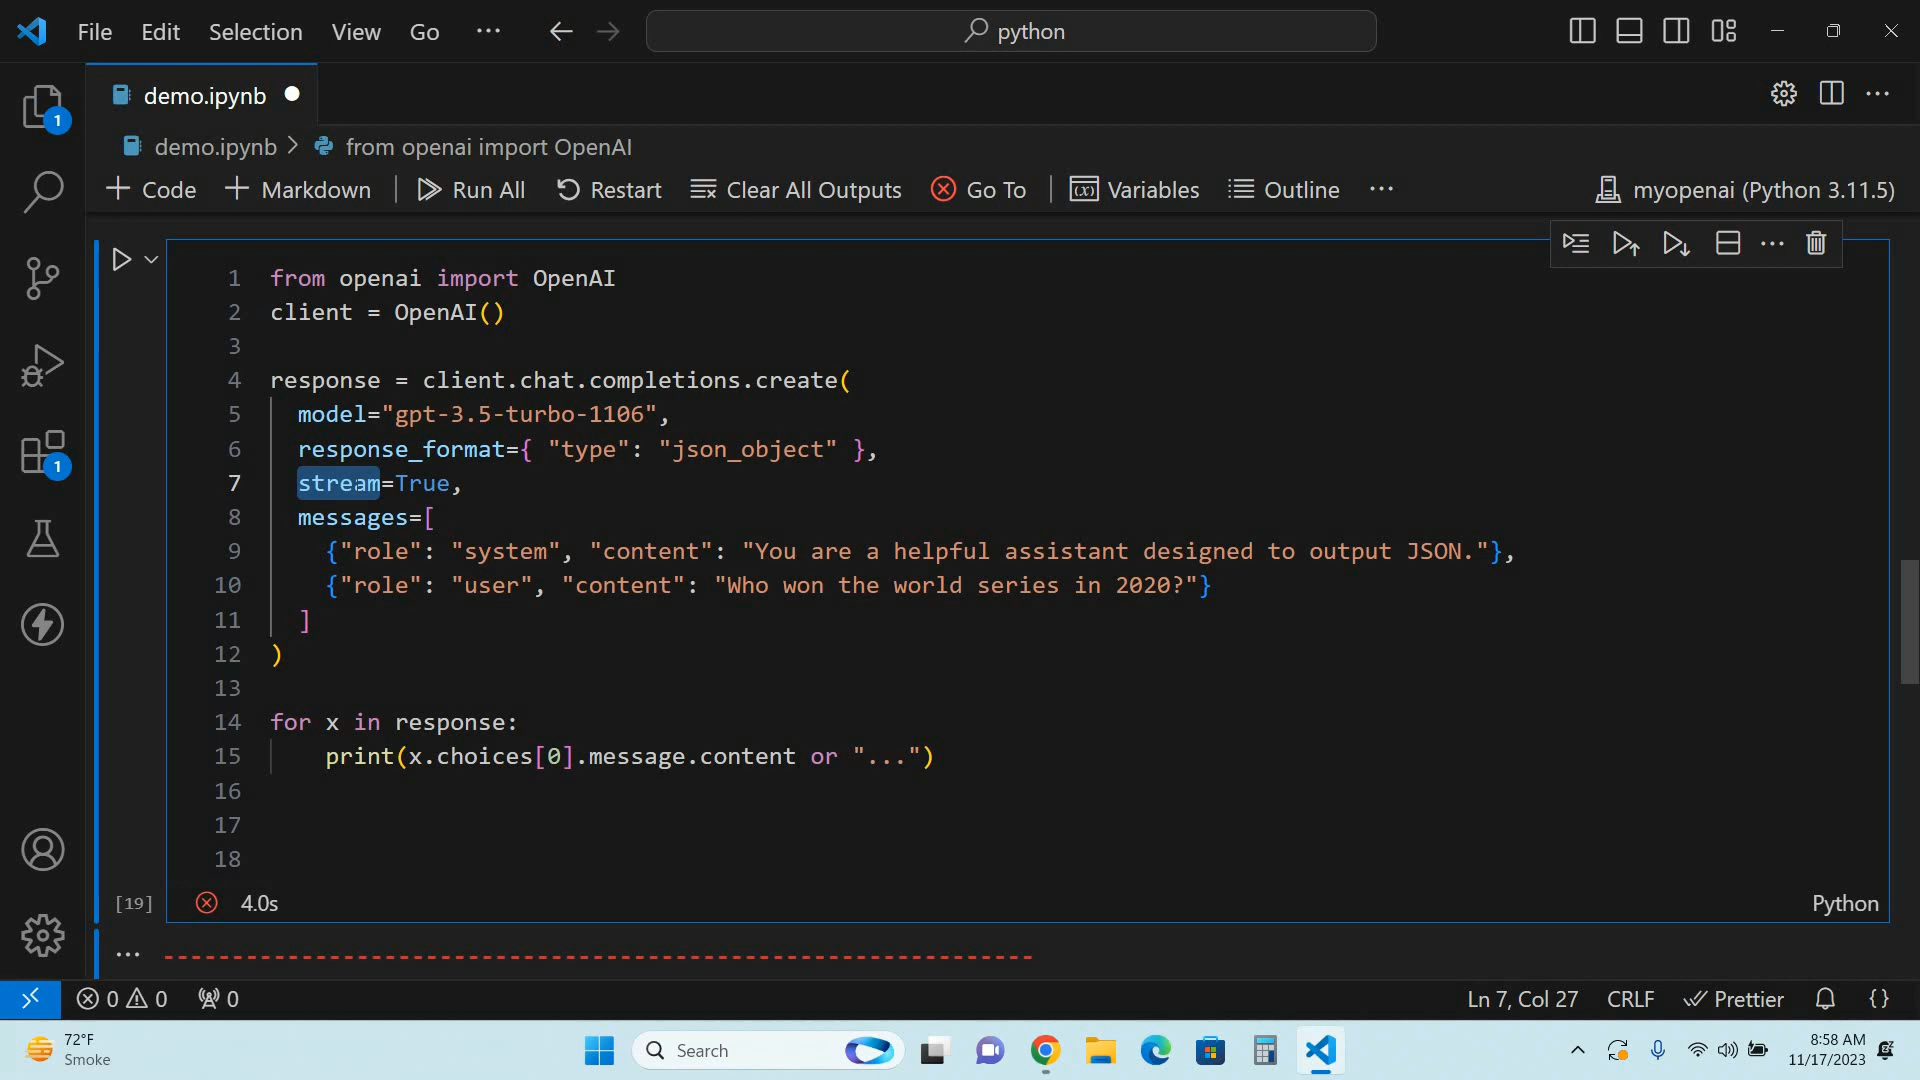 File Edit Selection View Go ··· python
demo.ipynb
demo.ipynb > from openai import OpenAI
+ Code + Markdown | Run All Restart Clear All Outputs Go To | Variables Outline ··· myopenai (Python 3.11.5)
1 from openai import OpenAI
2 client = OpenAI()
3
4 response = client.chat.completions.create(
5 model="gpt-3.5-turbo-1106",
6 response_format={ "type": "json_object" },
7 stream=True,
8 messages=[
9 {"role": "system", "content": "You are a helpful assistant designed to output JSON."},
10 {"role": "user", "content": "Who won the world series in 2020?"}
11 ]
12 )
13
14 for x in response:
15 print(x.choices[0].message.content or "...")
16
17
18
[19] 4.0s Python
··· ---------------------------------------------------------------
0 0 0 Ln 7, Col 27 CRLF Prettier {}
1
1
72°F
Smoke
Search
8:58 AM
11/17/2023